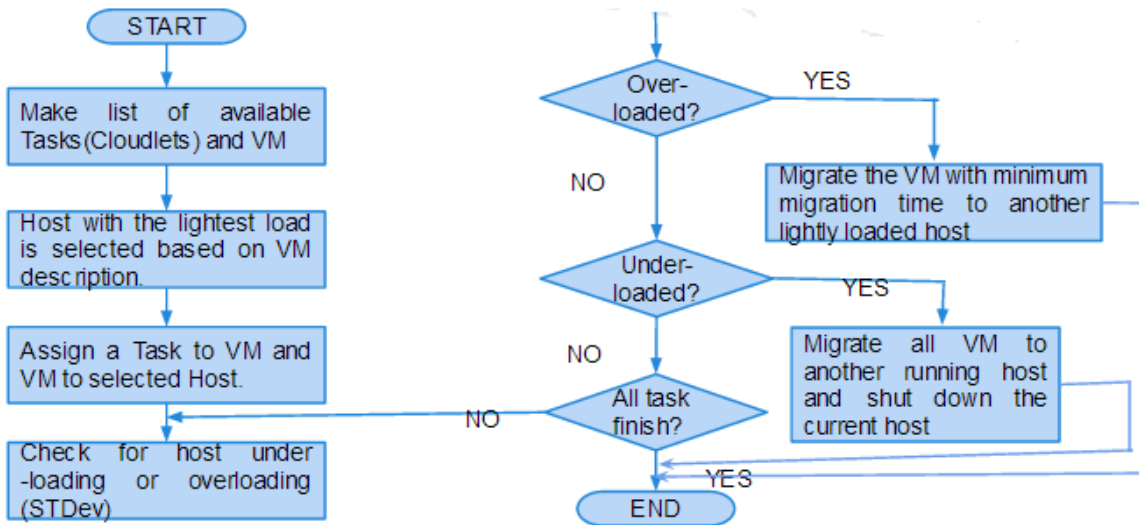 START
Make list of available
Tasks(Cloudlets) and VM
Host with the lightest load
is selected based on VM
description.
Assign a Task to VM and
VM to selected Host.
Check for host under
-loading or overloading
(STDev)
Over-
loaded?
YES
NO
Migrate the VM with minimum
migration time to another
lightly loaded host
Under-
loaded?
YES
NO
Migrate all VM to
another running host
and shut down the
current host
All task
finish?
NO
YES
END